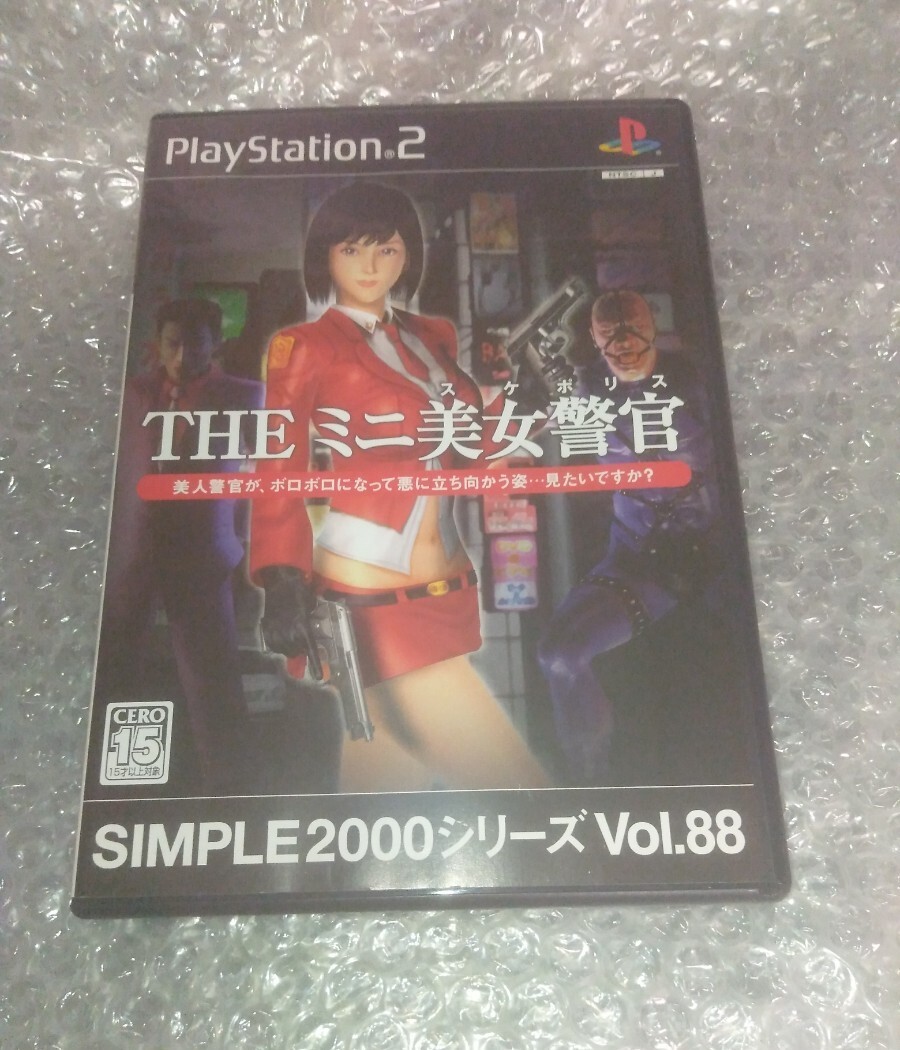 PlayStation®2
NTSC J
スケポリス
THE ミニ美女警官
美人警官が、ボロボロになって悪に立ち向かう姿…見たいですか?
CERO
15
15才以上対象
SIMPLE2000シリーズ Vol.88